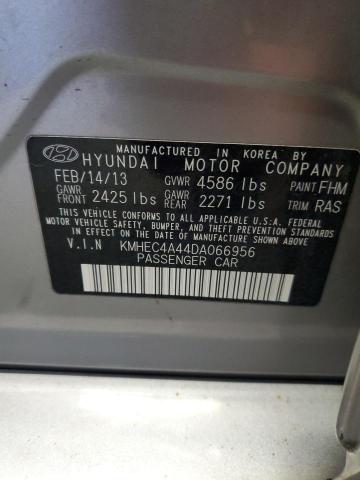 MANUFACTURED IN KOREA BY
HYUNDAI MOTOR COMPANY
FEB/14/13 GVWR 4586 lbs PAINT FHM
GAWR FRONT 2425 lbs GAWR REAR 2271 lbs TRIM RAS
THIS VEHICLE CONFORMS TO ALL APPLICABLE U.S.A. FEDERAL
MOTOR VEHICLE SAFETY, BUMPER, AND THEFT PREVENTION STANDARDS
IN EFFECT ON THE DATE OF MANUFACTURE SHOWN ABOVE.
V.I.N KMHEC4A44DA066956
PASSENGER CAR